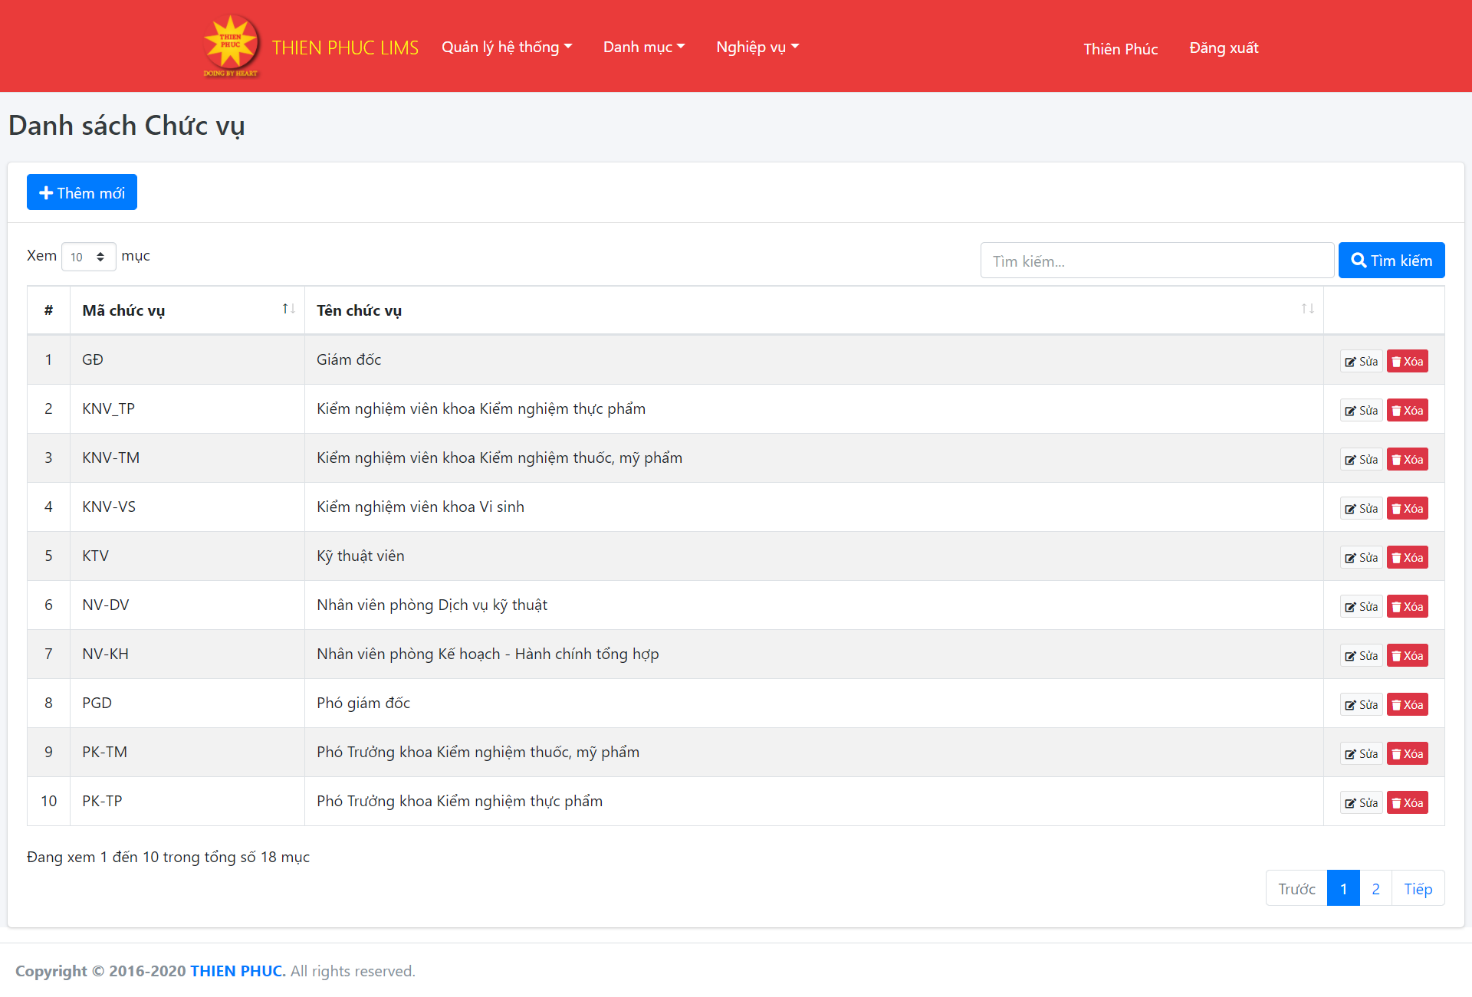 THIEN PHUC
DOING BY HEART
THIEN PHUC LIMS Quản lý hệ thống Danh mục Nghiệp vụ Thiên Phúc Đăng xuất
Danh sách Chức vụ
Thêm mới
Xem 10 mục Tìm kiếm... Tìm kiếm
# Mã chức vụ Tên chức vụ
1 GĐ Giám đốc Sửa Xóa
2 KNV_TP Kiểm nghiệm viên khoa Kiểm nghiệm thực phẩm Sửa Xóa
3 KNV-TM Kiểm nghiệm viên khoa Kiểm nghiệm thuốc, mỹ phẩm Sửa Xóa
4 KNV-VS Kiểm nghiệm viên khoa Vi sinh Sửa Xóa
5 KTV Kỹ thuật viên Sửa Xóa
6 NV-DV Nhân viên phòng Dịch vụ kỹ thuật Sửa Xóa
7 NV-KH Nhân viên phòng Kế hoạch - Hành chính tổng hợp Sửa Xóa
8 PGD Phó giám đốc Sửa Xóa
9 PK-TM Phó Trưởng khoa Kiểm nghiệm thuốc, mỹ phẩm Sửa Xóa
10 PK-TP Phó Trưởng khoa Kiểm nghiệm thực phẩm Sửa Xóa
Đang xem 1 đến 10 trong tổng số 18 mục
Trước 1 2 Tiếp
Copyright © 2016-2020 THIEN PHUC. All rights reserved.